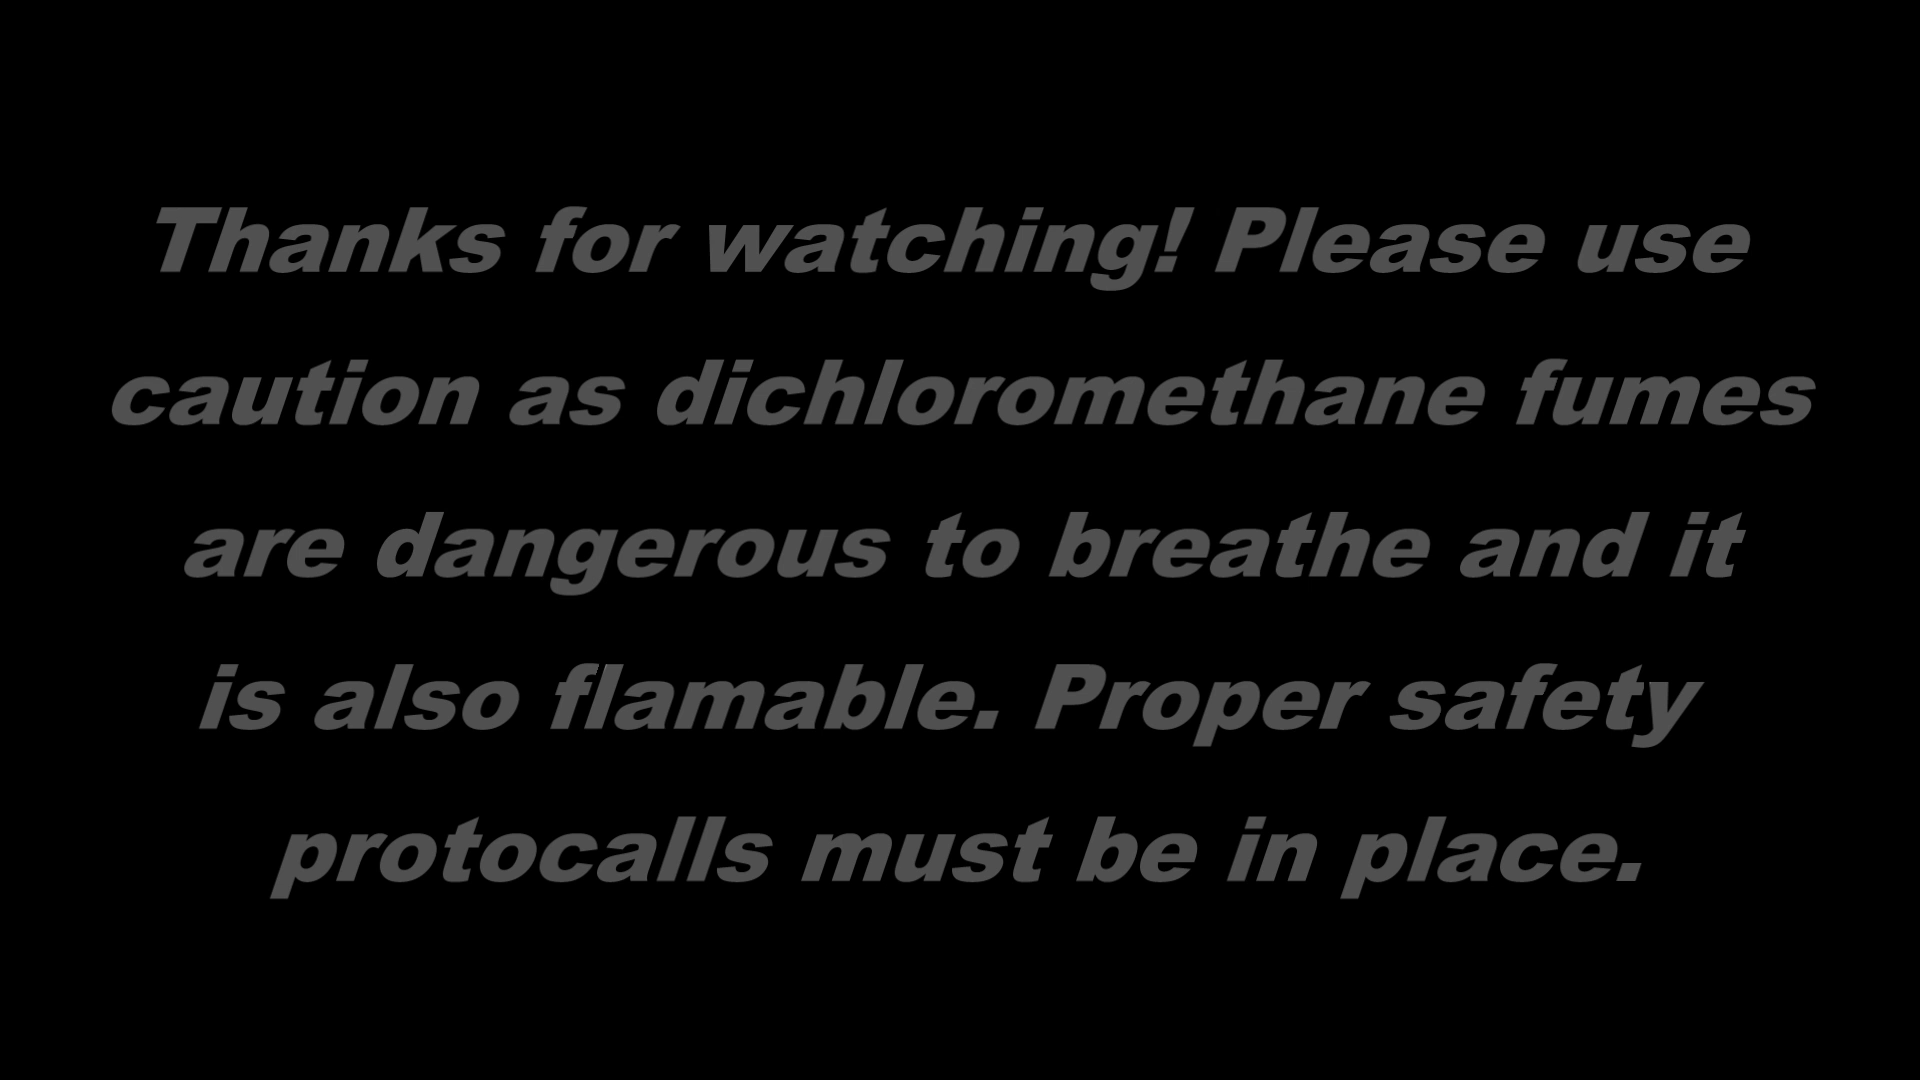 Thanks for watching! Please use
caution as dichloromethane fumes
are dangerous to breathe and it
is also flamable. Proper safety
protocalls must be in place.